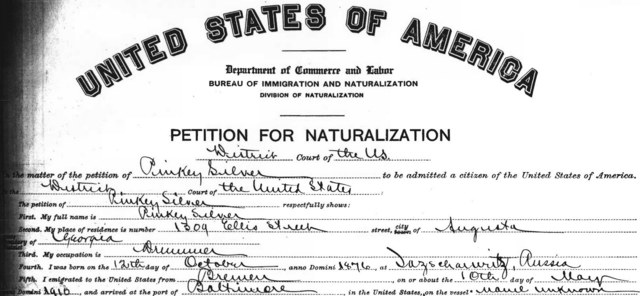 UNITED STATES OF AMERICA
Department of Commerce and Labor
BUREAU OF IMMIGRATION AND NATURALIZATION
DIVISION OF NATURALIZATION
PETITION FOR NATURALIZATION
District Court of the US.
the matter of the petition of Pinkey Silver to be admitted a citizen of the United States of America.
the District Court of the United States
The petition of Pinkey Silver respectfully shows:
First. My full name is Pinkey Silver
Second. My place of residence is number 1309 Ellis Street street, city of Augusta
of Georgia
Third. My occupation is
Fourth. I was born on the 12th day of October, anno Domini 1876, at Russia
Fifth. I emigrated to the United States from Bremen on or about the 10th day of May
Domini 1910, and arrived at the port of Baltimore in the United States, on the vessel name unknown